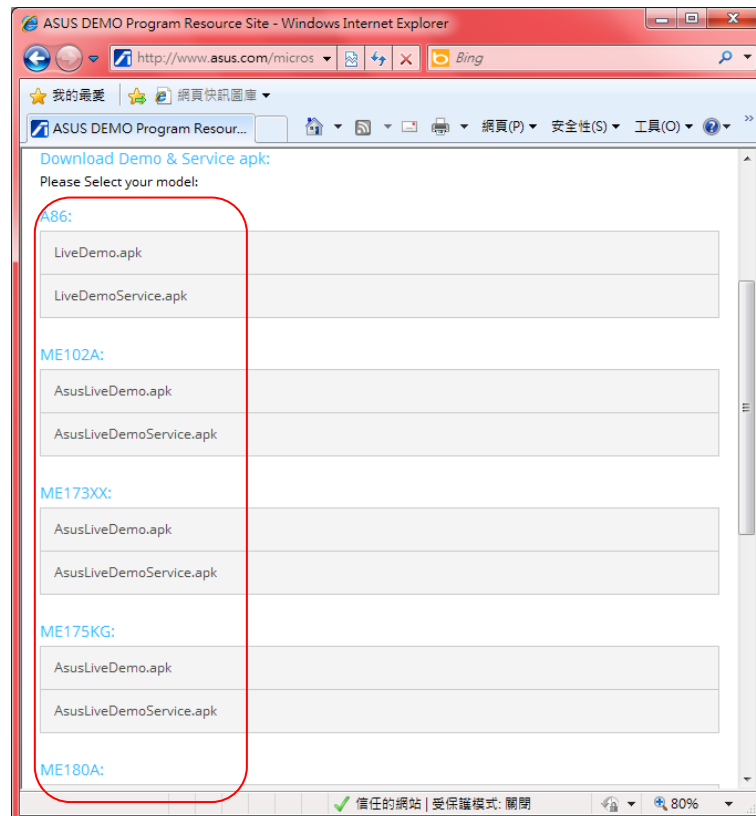 ASUS DEMO Program Resource Site - Windows Internet Explorer
http://www.asus.com/micros
Bing
我的最愛 網頁快訊圖庫
ASUS DEMO Program Resour... 網頁(P) 安全性(S) 工具(O) »
Download Demo & Service apk:
Please Select your model:
A86:
LiveDemo.apk
LiveDemoService.apk
ME102A:
AsusLiveDemo.apk
AsusLiveDemoService.apk
ME173XX:
AsusLiveDemo.apk
AsusLiveDemoService.apk
ME175KG:
AsusLiveDemo.apk
AsusLiveDemoService.apk
ME180A:
信任的網站 | 受保護模式: 關閉 80%